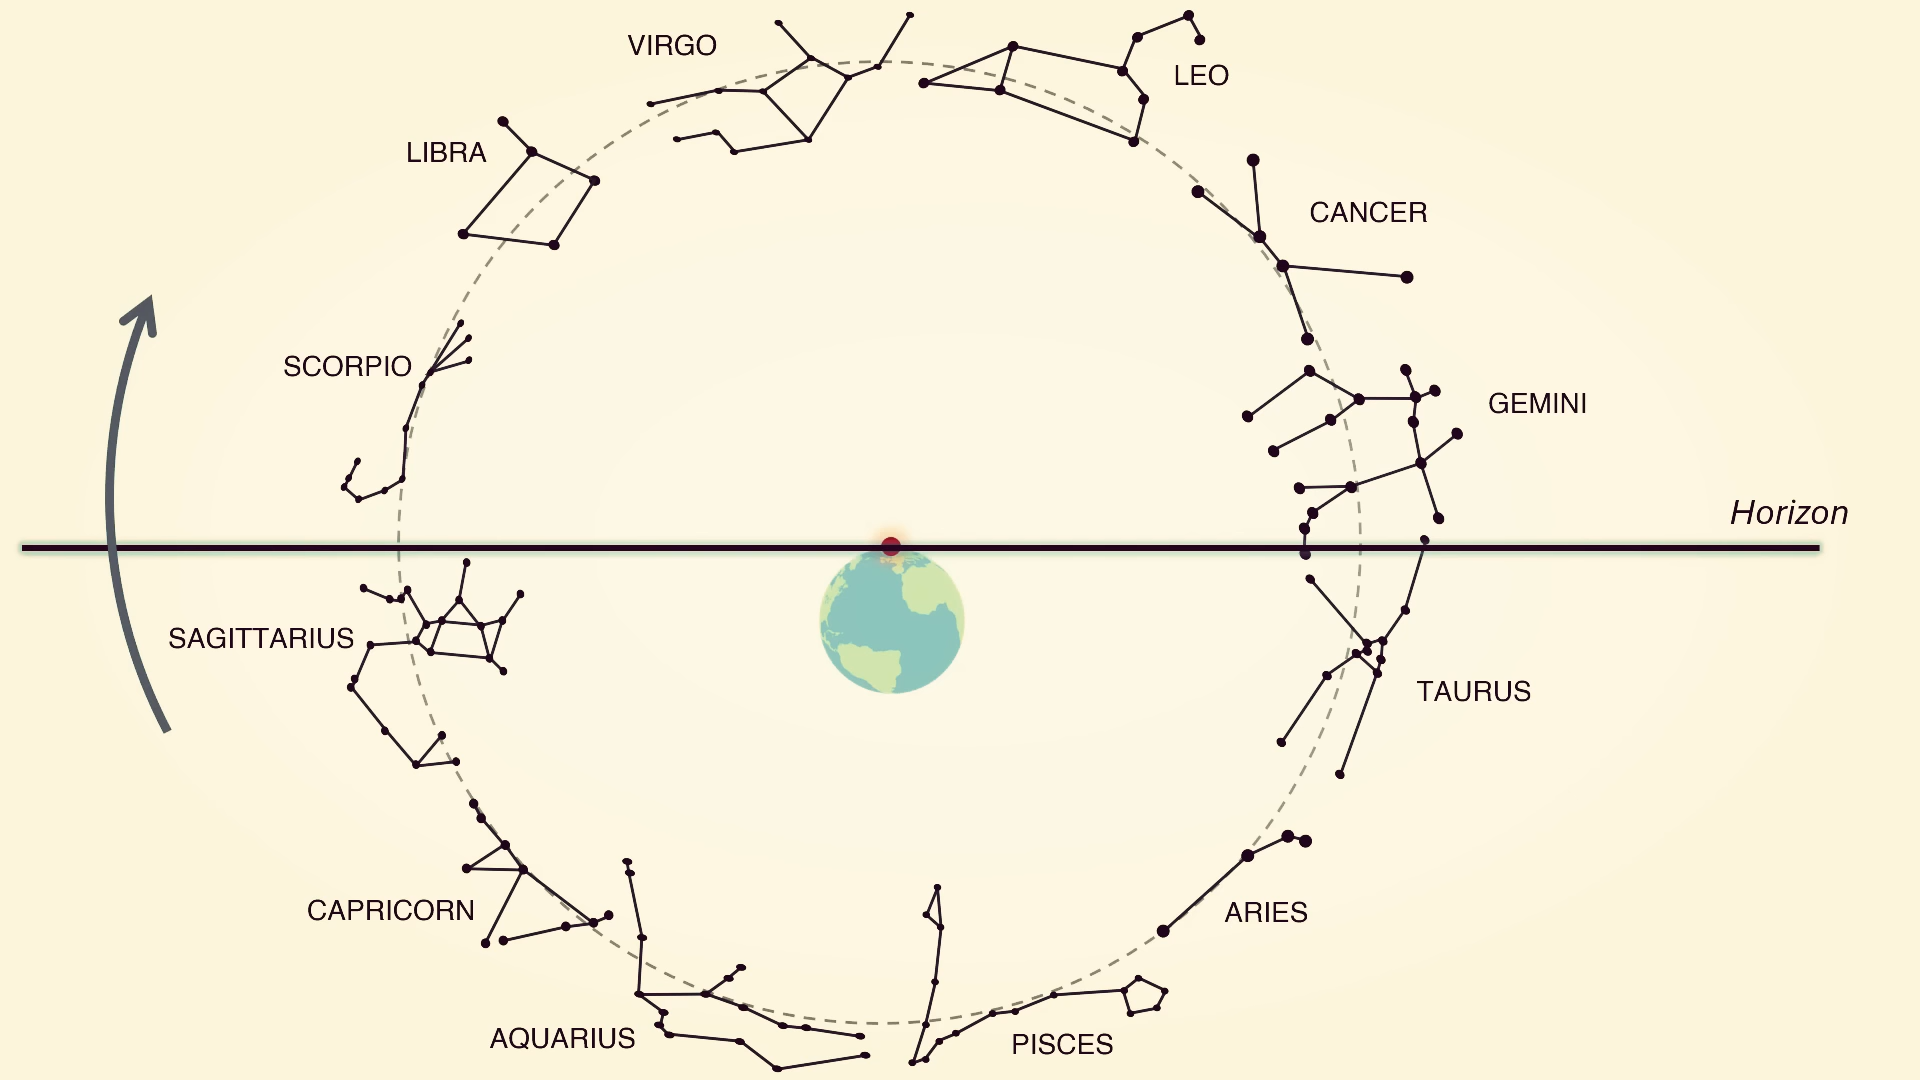 VIRGO
LEO
LIBRA
CANCER
SCORPIO
GEMINI
Horizon
SAGITTARIUS
TAURUS
CAPRICORN
ARIES
AQUARIUS
PISCES